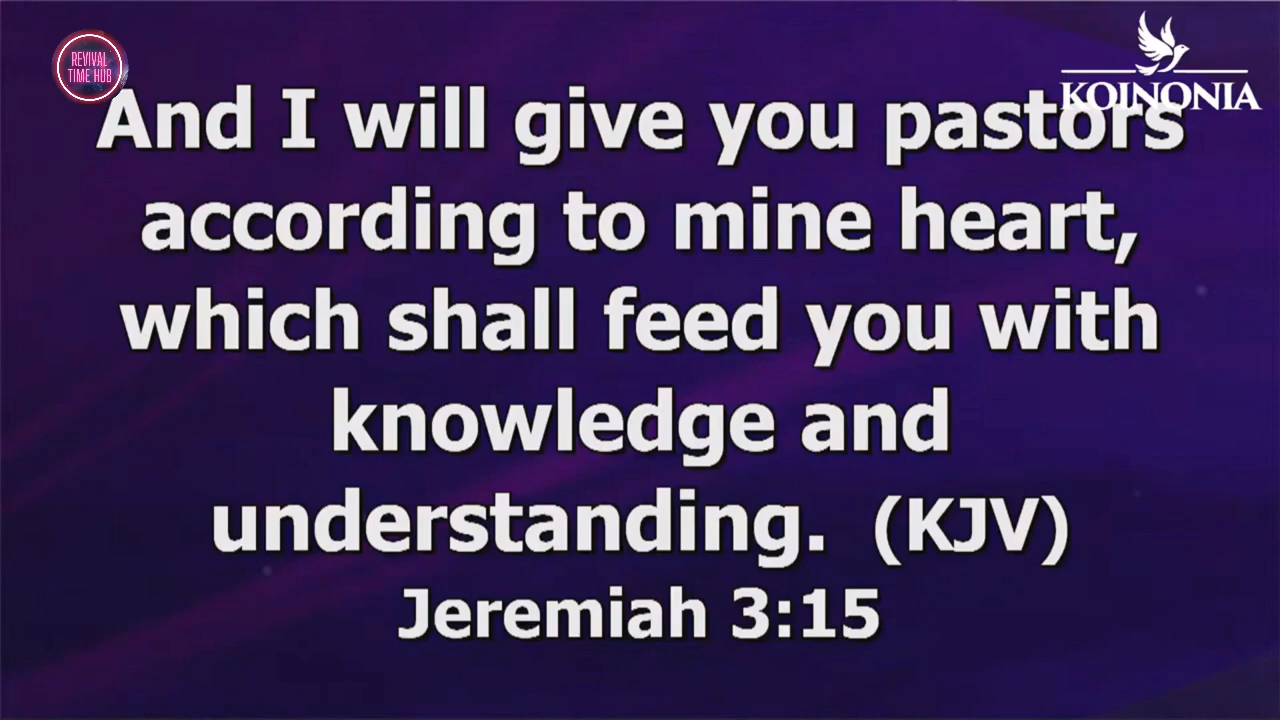 REVIVAL
TIME HUB
KOINONIA
And I will give you pastors
according to mine heart,
which shall feed you with
knowledge and
understanding. (KJV)
Jeremiah 3:15